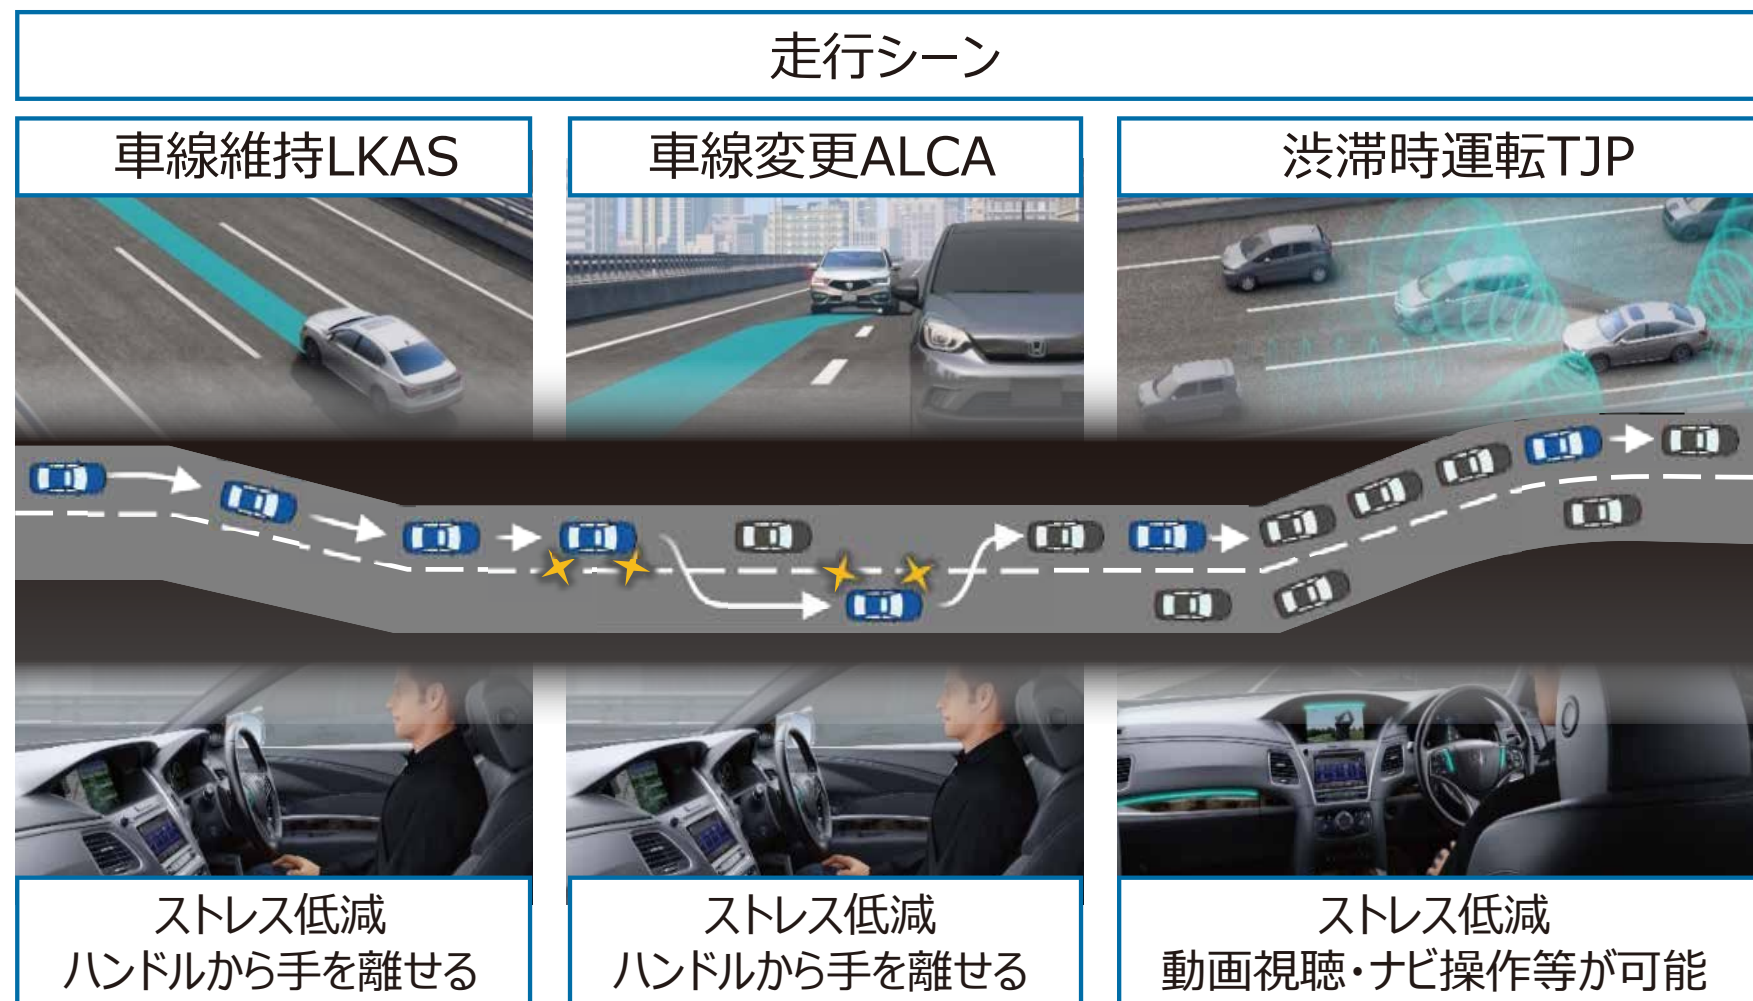 走行シーン
車線維持LKAS
車線変更ALCA
渋滞時運転TJP
ストレス低減
ハンドルから手を離せる
ストレス低減
ハンドルから手を離せる
ストレス低減
動画視聴・ナビ操作等が可能